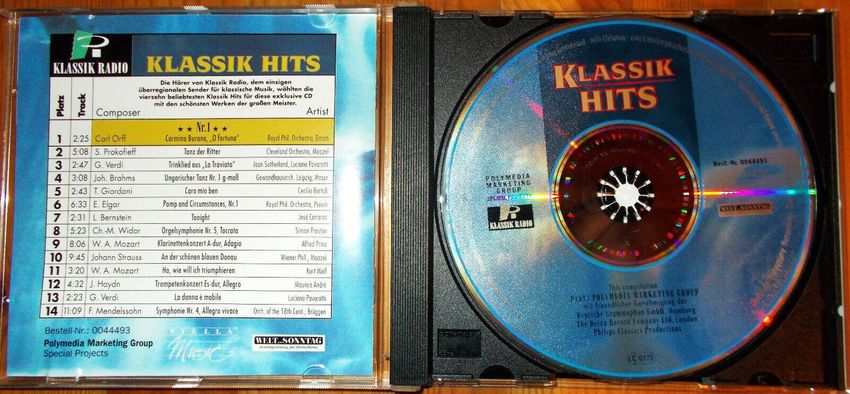 KLASSIK RADIO
KLASSIK HITS
Die Hörer von Klassik Radio, dem einzigen
überregionalen Sender für klassische Musik, wählten die
vierzehn beliebtesten Klassik Hits für diese exklusive CD
mit den schönsten Werken der großen Meister.
Platz Track Composer Artist
★ ★ Nr. 1 ★ ★
1 2:25 Carl Orff Carmina Burana, „O fortuna" Royal Phil. Orchestra, Dorati
2 5:08 S. Prokofieff Tanz der Ritter Cleveland Orchestra, Maazel
3 2:47 G. Verdi Trinklied aus „La Traviata" Joan Sutherland, Luciano Pavarotti
4 3:08 Joh. Brahms Ungarischer Tanz Nr. 1 g-moll Gewandhausorch. Leipzig, Masur
5 2:43 T. Giordani Caro mio ben Cecilia Bartoli
6 6:33 E. Elgar Pomp and Circumstances, Nr.1 Royal Phil. Orchestra, Previn
7 2:31 L. Bernstein Tonight José Carreras
8 5:23 Ch.-M. Widor Orgelsymphonie Nr. 5, Toccata Simon Preston
9 8:06 W. A. Mozart Klarinettenkonzert A-dur, Adagio Alfred Prinz
10 9:45 Johann Strauss An der schönen blauen Donau Wiener Phil., Maazel
11 3:20 W. A. Mozart Ha, wie will ich triumphieren Kurt Moll
12 4:32 J. Haydn Trompetenkonzert Es-dur, Allegro Maurice André
13 2:23 G. Verdi La donna è mobile Luciano Pavarotti
14 11:09 F. Mendelssohn Symphonie Nr. 4, Allegro vivace Orch. of the 18th Cent., Brüggen
Bestell-Nr.: 0044493
Polymedia Marketing Group
Special Projects
STELLA
Music
WELT am SONNTAG
KLASSIK
HITS
POLYMEDIA
MARKETING
GROUP
Best.-Nr. 0044493
KLASSIK RADIO
WELT am SONNTAG
This compilation
POLYMEDIA MARKETING GROUP
mit freundlicher Genehmigung der
Deutsche Grammophon GmbH, Hamburg
The Decca Record Company Ltd., London
Philips Classics Productions.
LC 0173